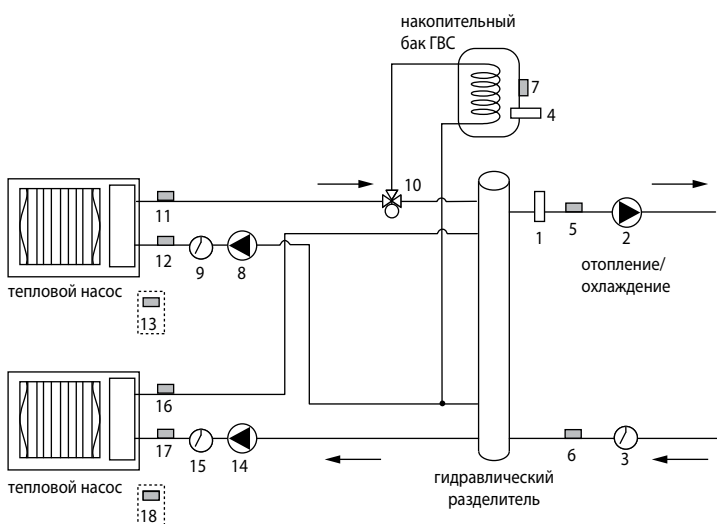 накопительный
бак ГВС
7
4
10
11
1
5
2
12
9
8
отопление/
охлаждение
тепловой насос
13
16
17
15
14
6
3
тепловой насос
гидравлический
разделитель
18